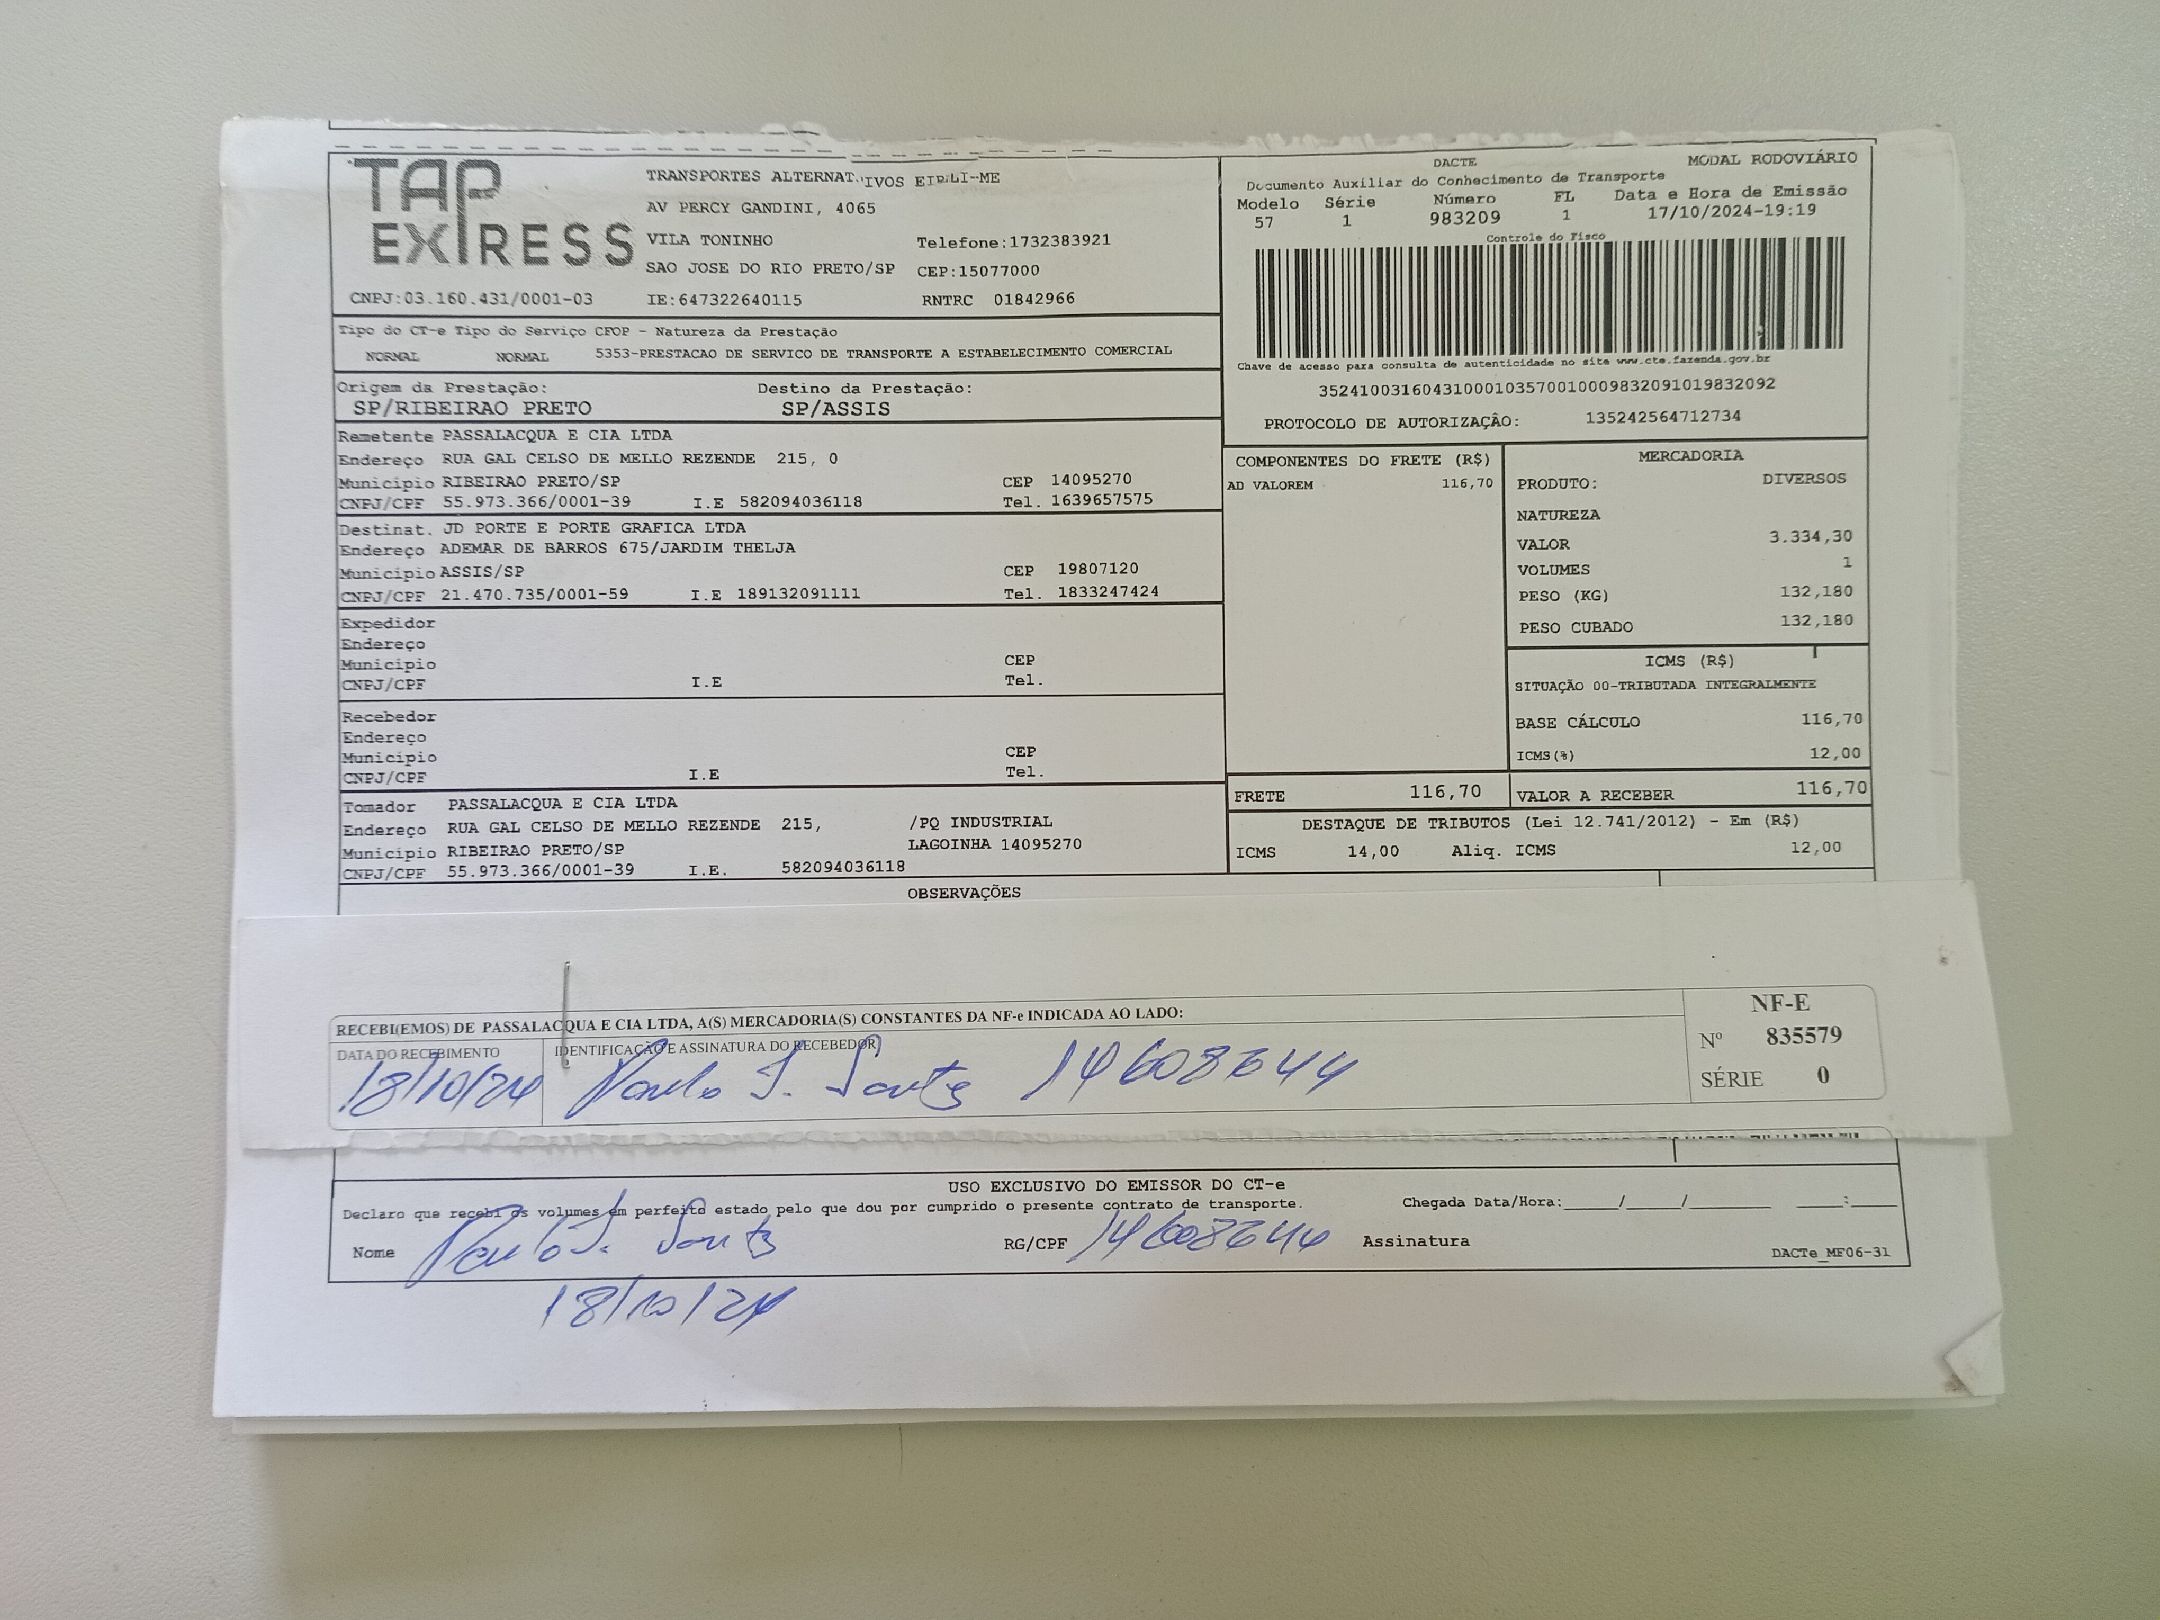 TAP EXPRESS
TRANSPORTES ALTERNATIVOS EIRELI-ME
AV PERCY GANDINI, 4065
VILA TONINHO Telefone:1732383921
SAO JOSE DO RIO PRETO/SP CEP:15077000
CNPJ:03.160.431/0001-03 IE:647322640115 RNTRC 01842966
DACTE MODAL RODOVIÁRIO
Documento Auxiliar do Conhecimento de Transporte
Modelo Série Número FL Data e Hora de Emissão
57 1 983209 1 17/10/2024-19:19
Controle do Fisco
Chave de acesso para consulta de autenticidade no site www.cte.fazenda.gov.br
35241003160431000103570010009832091019832092
PROTOCOLO DE AUTORIZAÇÃO: 135242564712734
Tipo do CT-e Tipo do Serviço CFOP - Natureza da Prestação
NORMAL NORMAL 5353-PRESTACAO DE SERVICO DE TRANSPORTE A ESTABELECIMENTO COMERCIAL
Origem da Prestação: Destino da Prestação:
SP/RIBEIRAO PRETO SP/ASSIS
Remetente PASSALACQUA E CIA LTDA
Endereço RUA GAL CELSO DE MELLO REZENDE 215, 0
Municipio RIBEIRAO PRETO/SP CEP 14095270
CNPJ/CPF 55.973.366/0001-39 I.E 582094036118 Tel. 1639657575
Destinat. JD PORTE E PORTE GRAFICA LTDA
Endereço ADEMAR DE BARROS 675/JARDIM THELJA
Municipio ASSIS/SP CEP 19807120
CNPJ/CPF 21.470.735/0001-59 I.E 189132091111 Tel. 1833247424
Expedidor
Endereço
Municipio CEP
CNPJ/CPF I.E Tel.
Recebedor
Endereço
Municipio CEP
CNPJ/CPF I.E Tel.
Tomador PASSALACQUA E CIA LTDA
Endereço RUA GAL CELSO DE MELLO REZENDE 215, /PQ INDUSTRIAL
Municipio RIBEIRAO PRETO/SP LAGOINHA 14095270
CNPJ/CPF 55.973.366/0001-39 I.E. 582094036118
COMPONENTES DO FRETE (R$)
AD VALOREM 116,70
MERCADORIA
PRODUTO: DIVERSOS
NATUREZA
VALOR 3.334,30
VOLUMES 1
PESO (KG) 132,180
PESO CUBADO 132,180
ICMS (R$)
SITUAÇÃO 00-TRIBUTADA INTEGRALMENTE
BASE CÁLCULO 116,70
ICMS(%) 12,00
FRETE 116,70 VALOR A RECEBER 116,70
DESTAQUE DE TRIBUTOS (Lei 12.741/2012) - Em (R$)
ICMS 14,00 Aliq. ICMS 12,00
OBSERVAÇÕES
RECEBI(EMOS) DE PASSALACQUA E CIA LTDA, A(S) MERCADORIA(S) CONSTANTES DA NF-e INDICADA AO LADO:
DATA DO RECEBIMENTO IDENTIFICAÇÃO E ASSINATURA DO RECEBEDOR
18/10/24 Paulo
NF-E
Nº 835579
SÉRIE 0
USO EXCLUSIVO DO EMISSOR DO CT-e
Declaro que recebi os volumes em perfeito estado pelo que dou por cumprido o presente contrato de transporte. Chegada Data/Hora:____/____/______ ____:____
Nome Paulo RG/CPF Assinatura
DACTe_MF06-31
18/10/24